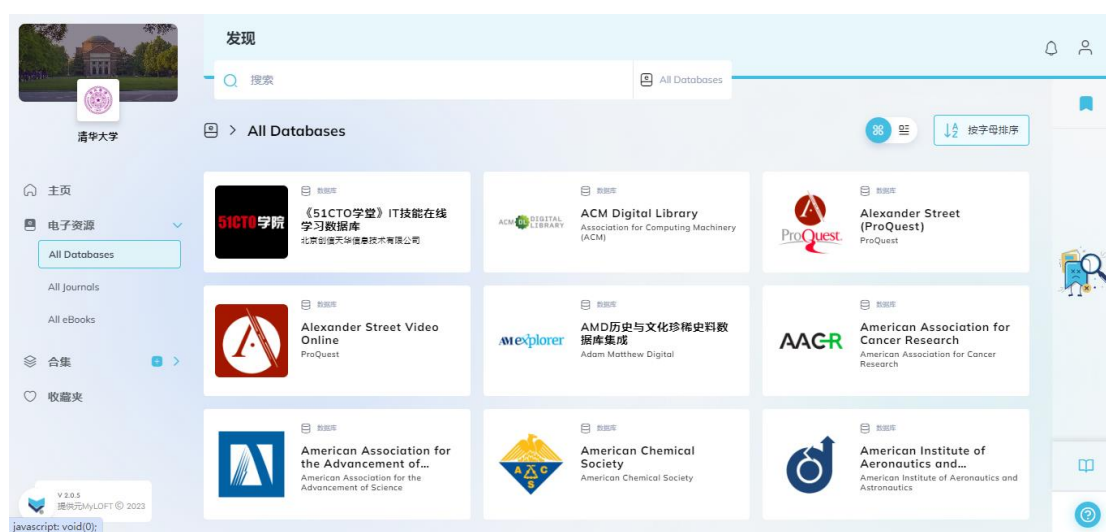 发现
搜索
All Databases
清华大学
All Databases
按字母排序
主页
电子资源
All Databases
All Journals
All eBooks
合集
收藏夹
51CTO学院
数据库
《51CTO学堂》IT技能在线
学习数据库
北京创信天华信息技术有限公司
ACM DL DIGITAL
LIBRARY
数据库
ACM Digital Library
Association for Computing Machinery
(ACM)
ProQuest
数据库
Alexander Street
(ProQuest)
ProQuest
数据库
Alexander Street Video
Online
ProQuest
AM explorer
数据库
AMD历史与文化珍稀史料数
据库集成
Adam Matthew Digital
AACR
数据库
American Association for
Cancer Research
American Association for Cancer
Research
数据库
American Association for
the Advancement of...
American Association for the
Advancement of Science
ACS
数据库
American Chemical
Society
American Chemical Society
数据库
American Institute of
Aeronautics and...
American Institute of Aeronautics and
Astronautics
V 2.0.5
提供元MyLOFT © 2023
javascript: void(0);